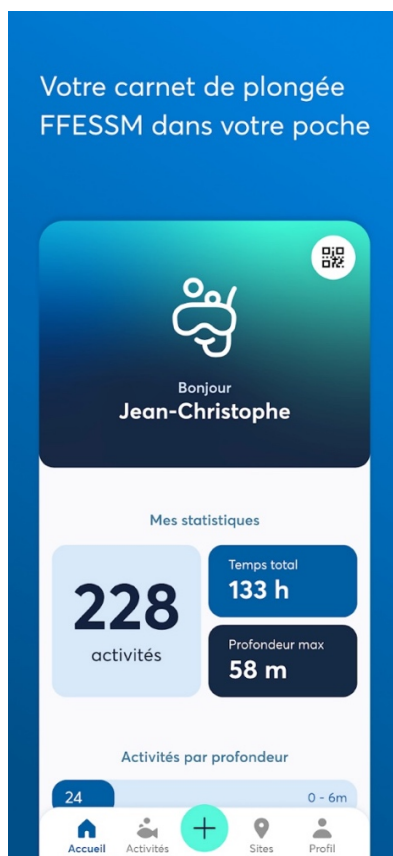 Votre carnet de plongée
FFESSM dans votre poche
Bonjour
Jean-Christophe
Mes statistiques
228
activités
Temps total
133 h
Profondeur max
58 m
Activités par profondeur
24
0 - 6m
Accueil
Activités
+
Sites
Profil